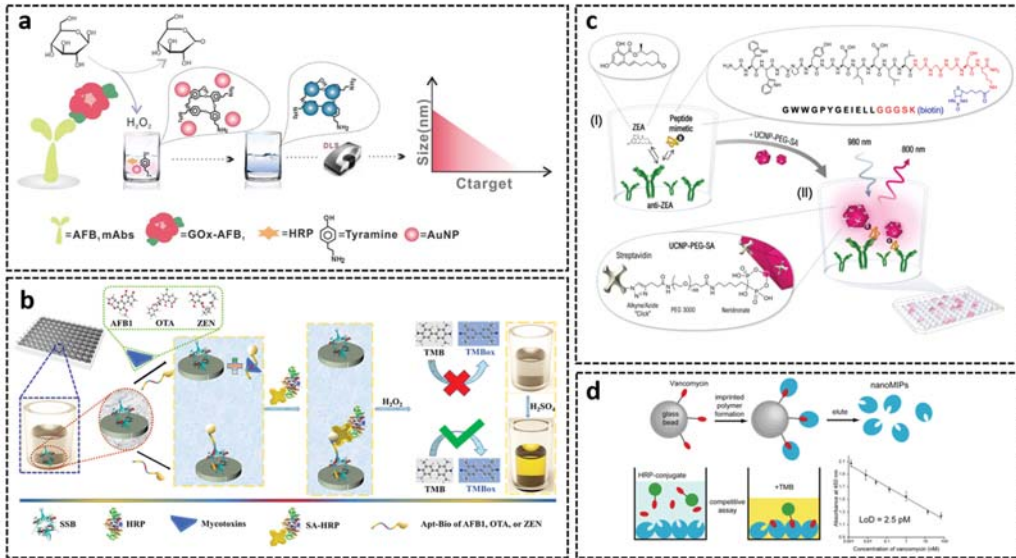 a
H₂O₂
NH₂
DLS
Size(nm)
Ctarget
=AFB₁mAbs
=GOx-AFB₁
=HRP
=Tyramine
=AuNP
b
AFB1
OTA
ZEN
H₂O₂
TMB
TMBox
H₂SO₄
TMB
TMBox
SSB
HRP
Mycotoxins
SA-HRP
Apt-Bio of AFB1, OTA, or ZEN
c
GWWGPYGEIELLGGGSK (biotin)
(I)
ZEA
Peptide
mimetic
anti-ZEA
+ UCNP-PEG-SA
980 nm
800 nm
(II)
Streptavidin
UCNP-PEG-SA
Alkyne/Azide
"Click"
PEG 3000
Neridronate
d
Vancomycin
glass
bead
imprinted
polymer
formation
elute
nanoMIPs
HRP-conjugate
competitive
assay
+TMB
Absorbance at 450 nm
LoD = 2.5 pM
Concentration of vancomycin (nM)